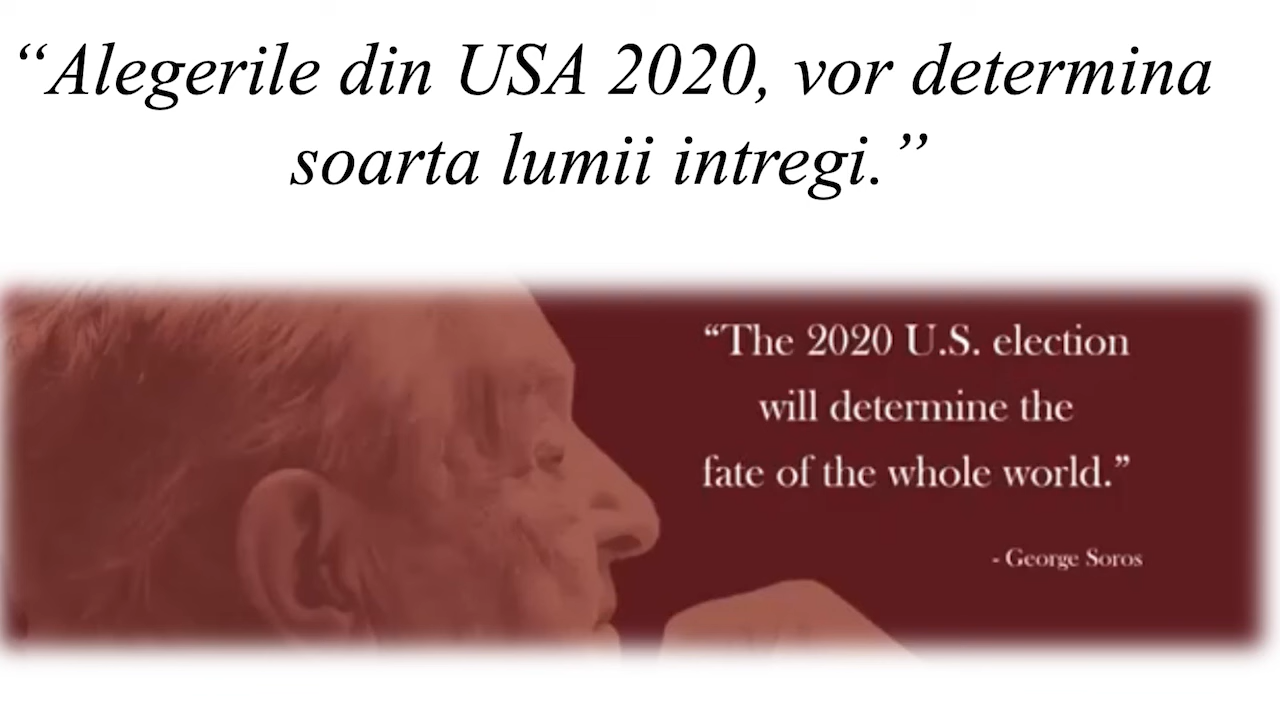 “Alegerile din USA 2020, vor determina
soarta lumii intregi.”
“The 2020 U.S. election
will determine the
fate of the whole world.”
- George Soros